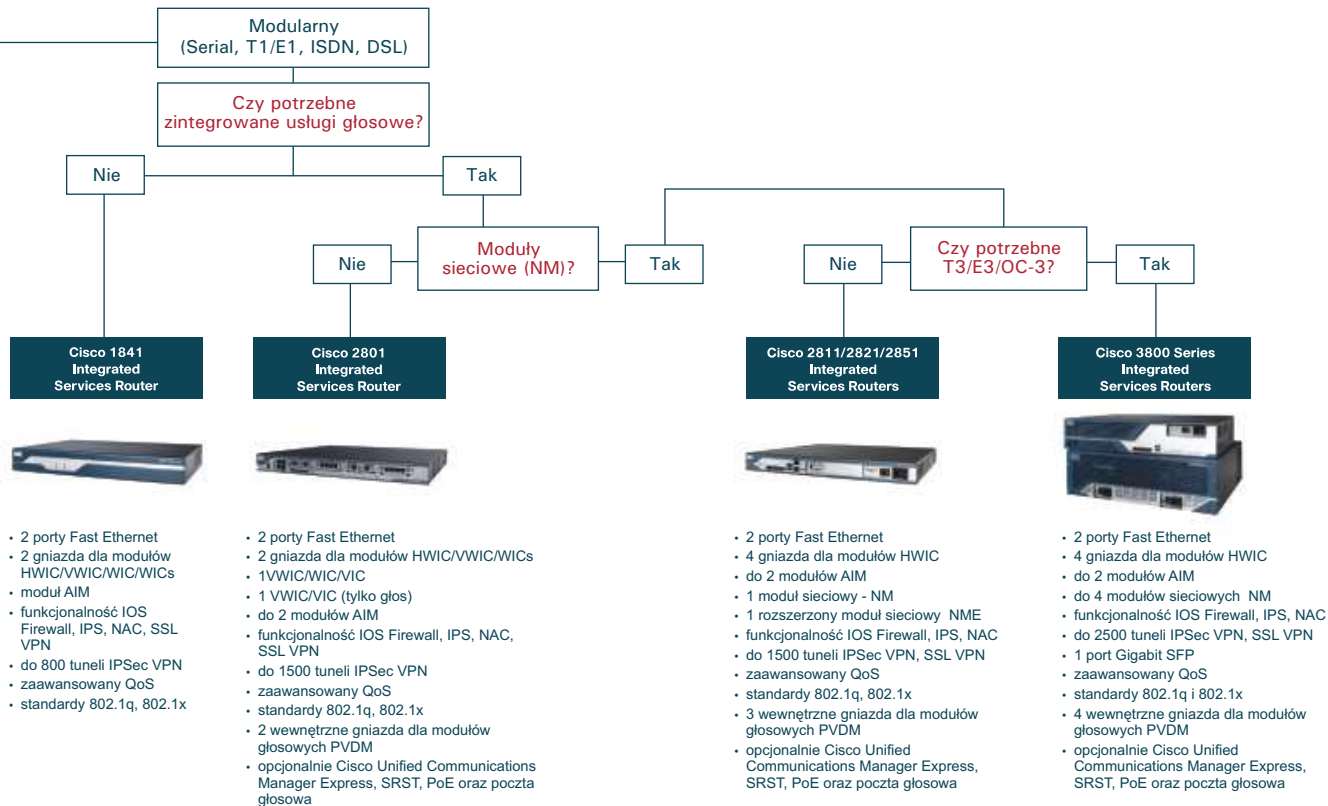 Modularny
(Serial, T1/E1, ISDN, DSL)
Czy potrzebne
zintegrowane usługi głosowe?
Nie
Tak
Nie
Moduły
sieciowe (NM)?
Tak
Nie
Czy potrzebne
T3/E3/OC-3?
Tak
Cisco 1841
Integrated
Services Router
Cisco 2801
Integrated
Services Router
Cisco 2811/2821/2851
Integrated
Services Routers
Cisco 3800 Series
Integrated
Services Routers
• 2 porty Fast Ethernet
• 2 gniazda dla modułów
HWIC/VWIC/WIC/WICs
• moduł AIM
• funkcjonalność IOS
Firewall, IPS, NAC, SSL
VPN
• do 800 tuneli IPSec VPN
• zaawansowany QoS
• standardy 802.1q, 802.1x
• 2 porty Fast Ethernet
• 2 gniazda dla modułów HWIC/VWIC/WICs
• 1VWIC/WIC/VIC
• 1 VWIC/VIC (tylko głos)
• do 2 modułów AIM
• funkcjonalność IOS Firewall, IPS, NAC,
SSL VPN
• do 1500 tuneli IPSec VPN
• zaawansowany QoS
• standardy 802.1q, 802.1x
• 2 wewnętrzne gniazda dla modułów
głosowych PVDM
• opcjonalnie Cisco Unified Communications
Manager Express, SRST, PoE oraz poczta
głosowa
• 2 porty Fast Ethernet
• 4 gniazda dla modułów HWIC
• do 2 modułów AIM
• 1 moduł sieciowy - NM
• 1 rozszerzony moduł sieciowy NME
• funkcjonalność IOS Firewall, IPS, NAC
• do 1500 tuneli IPSec VPN, SSL VPN
• zaawansowany QoS
• standardy 802.1q, 802.1x
• 3 wewnętrzne gniazda dla modułów
głosowych PVDM
• opcjonalnie Cisco Unified
Communications Manager Express,
SRST, PoE oraz poczta głosowa
• 2 porty Fast Ethernet
• 4 gniazda dla modułów HWIC
• do 2 modułów AIM
• do 4 modułów sieciowych NM
• funkcjonalność IOS Firewall, IPS, NAC
• do 2500 tuneli IPSec VPN, SSL VPN
• 1 port Gigabit SFP
• zaawansowany QoS
• standardy 802.1q i 802.1x
• 4 wewnętrzne gniazda dla modułów
głosowych PVDM
• opcjonalnie Cisco Unified
Communications Manager Express,
SRST, PoE oraz poczta głosowa